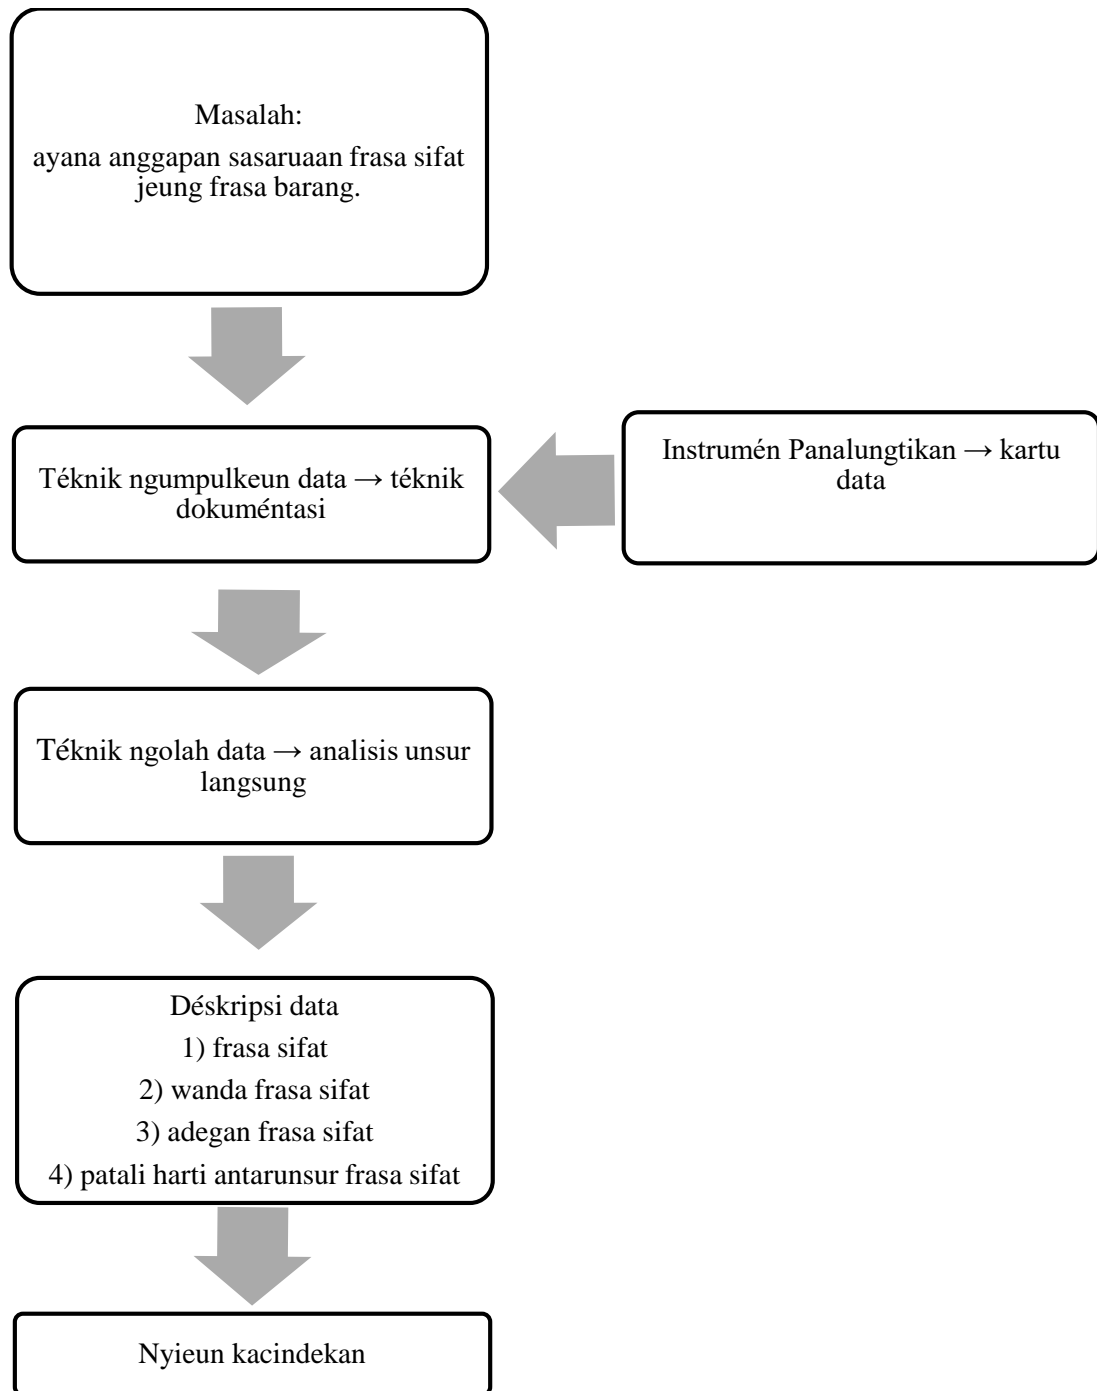 Masalah:
ayana anggapan sasaruaan frasa sifat
jeung frasa barang.
Téknik ngumpulkeun data → téknik
dokuméntasi
Instrumén Panalungtikan → kartu
data
Téknik ngolah data → analisis unsur
langsung
Déskripsi data
1) frasa sifat
2) wanda frasa sifat
3) adegan frasa sifat
4) patali harti antarunsur frasa sifat
Nyieun kacindekan